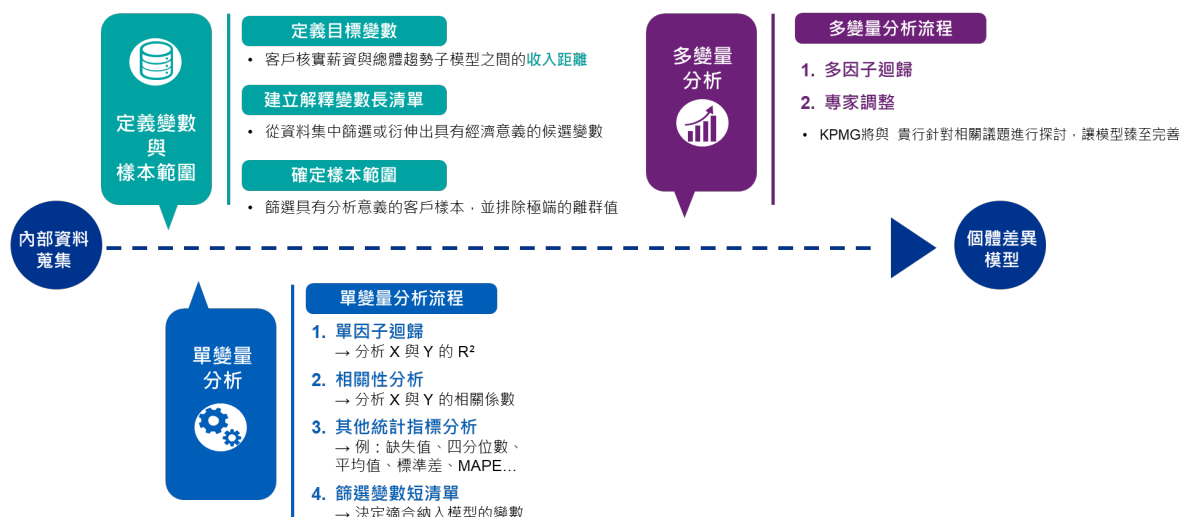 定義變數
與
樣本範圍
定義目標變數
• 客戶核實薪資與總體趨勢子模型之間的收入距離
建立解釋變數長清單
• 從資料集中篩選或衍伸出具有經濟意義的候選變數
確定樣本範圍
• 篩選具有分析意義的客戶樣本，並排除極端的離群值
多變量
分析
多變量分析流程
1. 多因子迴歸
2. 專家調整
• KPMG將與 貴行針對相關議題進行探討，讓模型臻至完善
內部資料
蒐集
個體差異
模型
單變量
分析
單變量分析流程
1. 單因子迴歸
→ 分析 X 與 Y 的 R²
2. 相關性分析
→ 分析 X 與 Y 的相關係數
3. 其他統計指標分析
→ 例：缺失值、四分位數、
平均值、標準差、MAPE…
4. 篩選變數短清單
→ 決定適合納入模型的變數